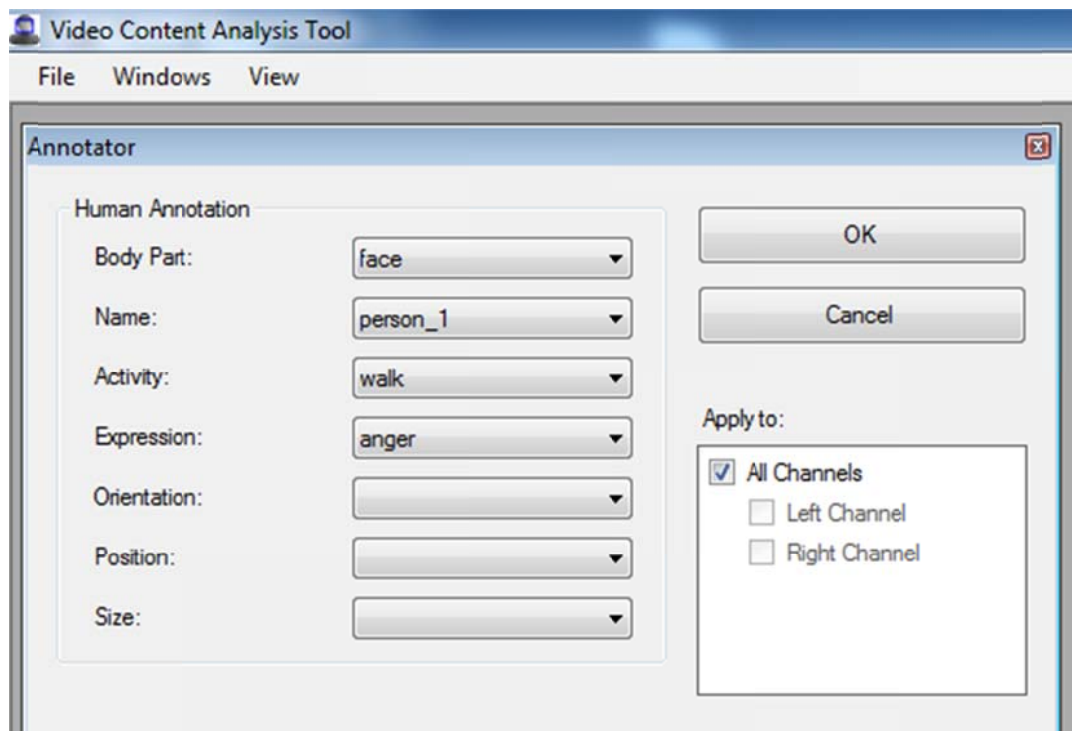 Video Content Analysis Tool
File Windows View
Annotator
Human Annotation
Body Part: face
Name: person_1
Activity: walk
Expression: anger
Orientation:
Position:
Size:
OK
Cancel
Apply to:
All Channels
Left Channel
Right Channel